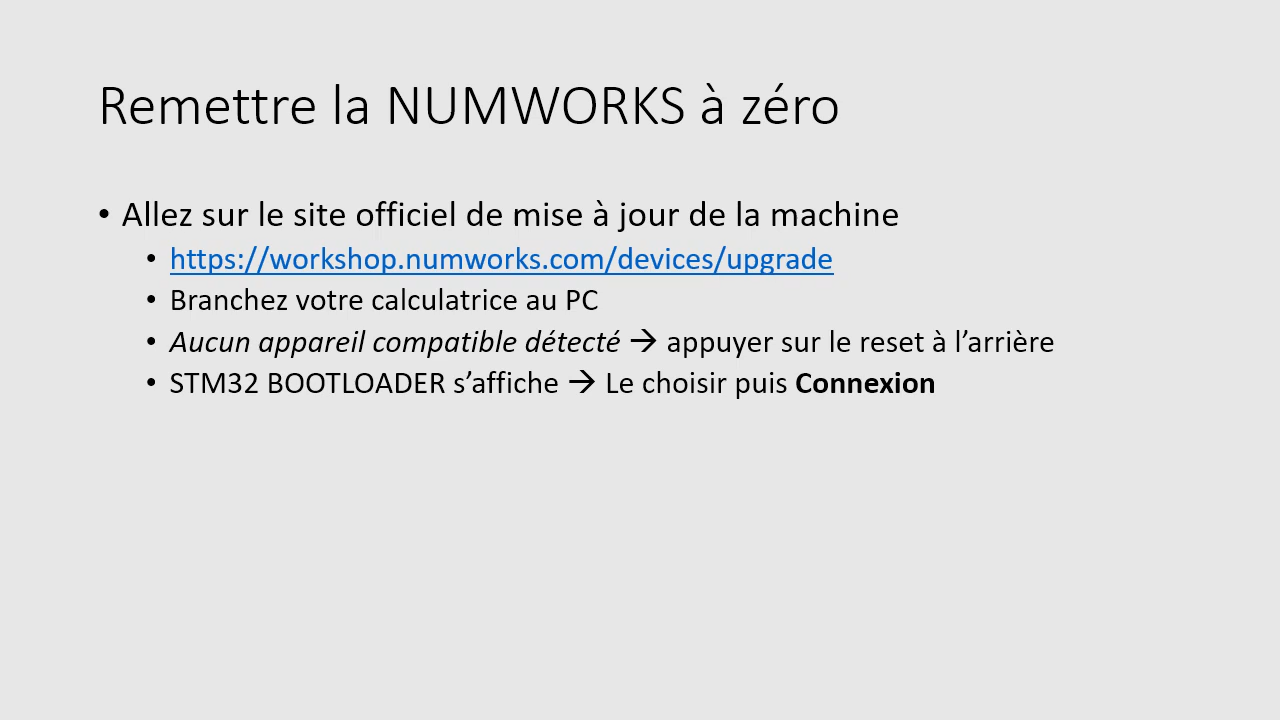 Remettre la NUMWORKS à zéro
• Allez sur le site officiel de mise à jour de la machine
• https://workshop.numworks.com/devices/upgrade
• Branchez votre calculatrice au PC
• Aucun appareil compatible détecté → appuyer sur le reset à l’arrière
• STM32 BOOTLOADER s’affiche → Le choisir puis Connexion